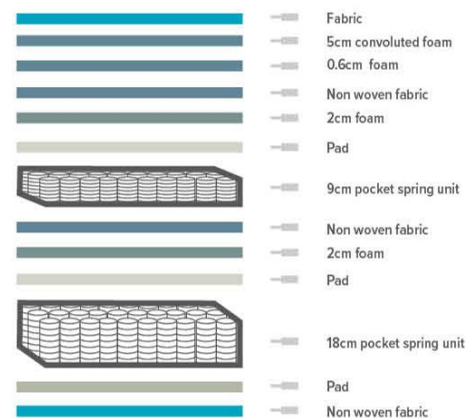 Fabric
5cm convoluted foam
0.6cm foam
Non woven fabric
2cm foam
Pad
9cm pocket spring unit
Non woven fabric
2cm foam
Pad
18cm pocket spring unit
Pad
Non woven fabric